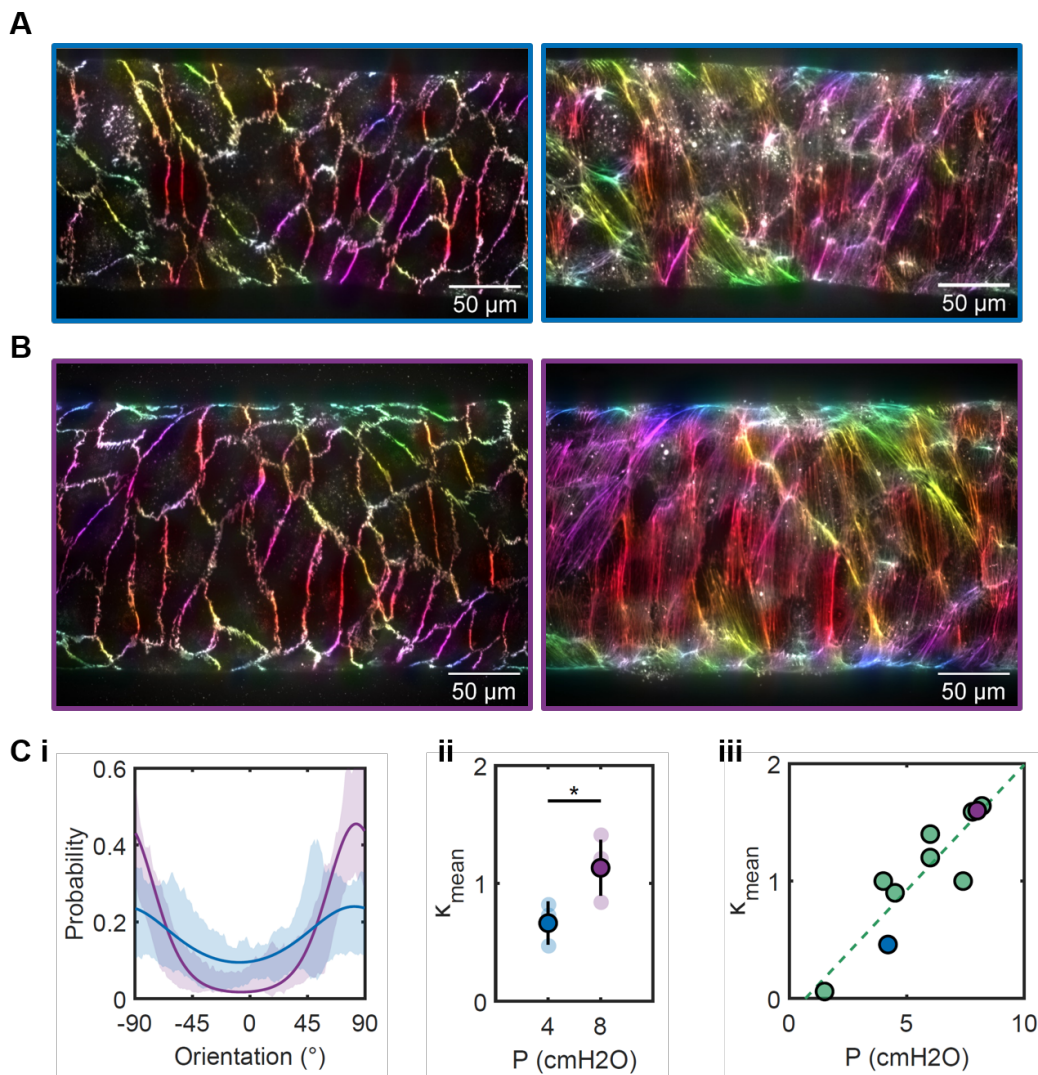 A
50 μm
50 μm
B
50 μm
50 μm
C i
ii
iii
0.6
0.4
0.2
0
Probability
-90
-45
0
45
90
Orientation (°)
2
*
1
0
κmean
4
8
P (cmH2O)
2
1
0
κmean
0
5
10
P (cmH2O)